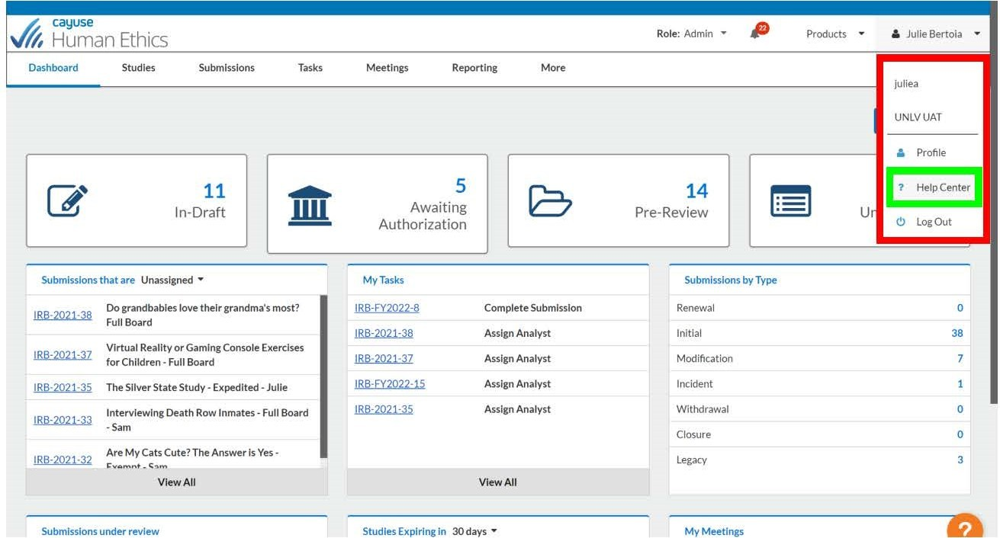 cayuse
Human Ethics
Role: Admin
22
Products
Julie Bertoia
Dashboard
Studies
Submissions
Tasks
Meetings
Reporting
More
juliea
UNLV UAT
Profile
? Help Center
Log Out
11
In-Draft
5
Awaiting
Authorization
14
Pre-Review
Submissions that are Unassigned
IRB-2021-38
Do grandbabies love their grandma's most?
Full Board
IRB-2021-37
Virtual Reality or Gaming Console Exercises
for Children - Full Board
IRB-2021-35
The Silver State Study - Expedited - Julie
IRB-2021-33
Interviewing Death Row Inmates - Full Board
- Sam
IRB-2021-32
Are My Cats Cute? The Answer is Yes -
Exempt - Sam
View All
My Tasks
IRB-FY2022-8 Complete Submission
IRB-2021-38 Assign Analyst
IRB-2021-37 Assign Analyst
IRB-FY2022-15 Assign Analyst
IRB-2021-35 Assign Analyst
View All
Submissions by Type
Renewal 0
Initial 38
Modification 7
Incident 1
Withdrawal 0
Closure 0
Legacy 3
Submissions under review
Studies Expiring in 30 days
My Meetings
?